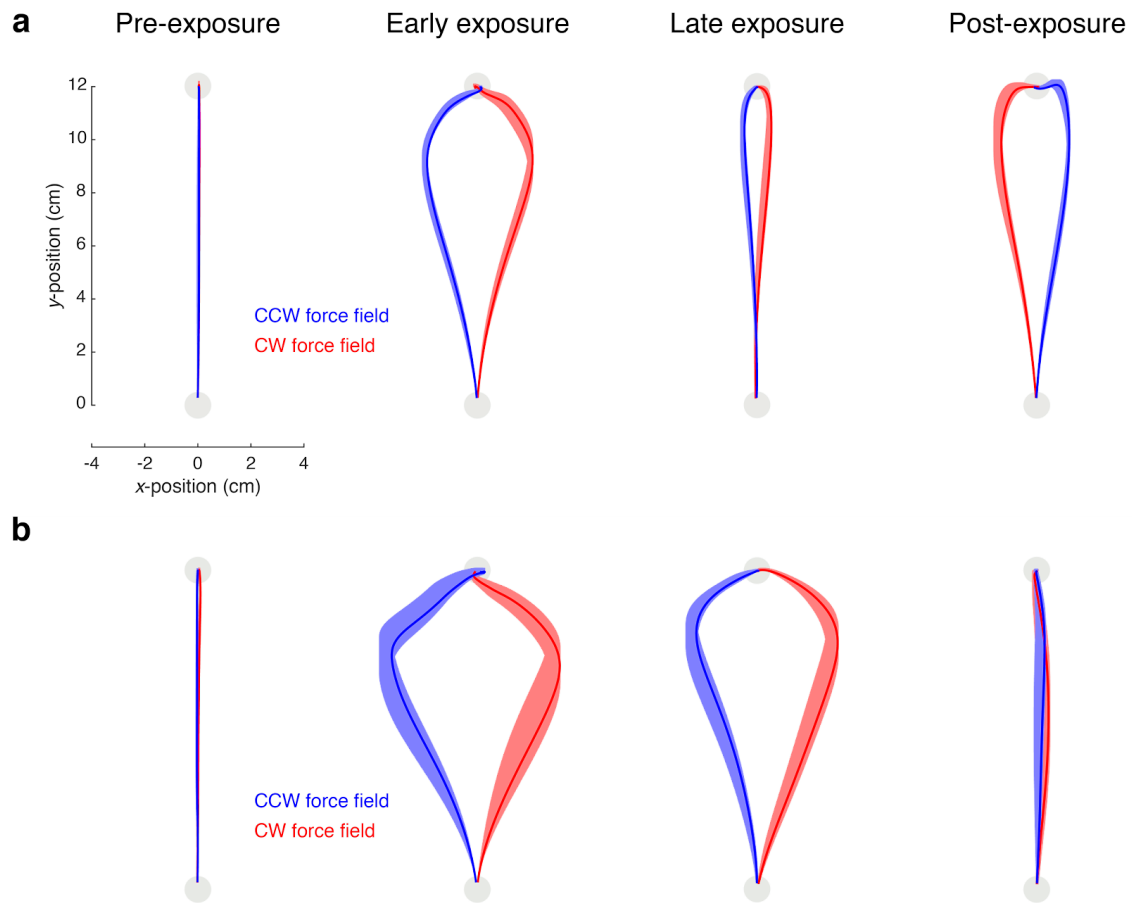 a
Pre-exposure
Early exposure
Late exposure
Post-exposure
12
10
8
6
4
2
0
y-position (cm)
CCW force field
CW force field
-4 -2 0 2 4
x-position (cm)
b
CCW force field
CW force field